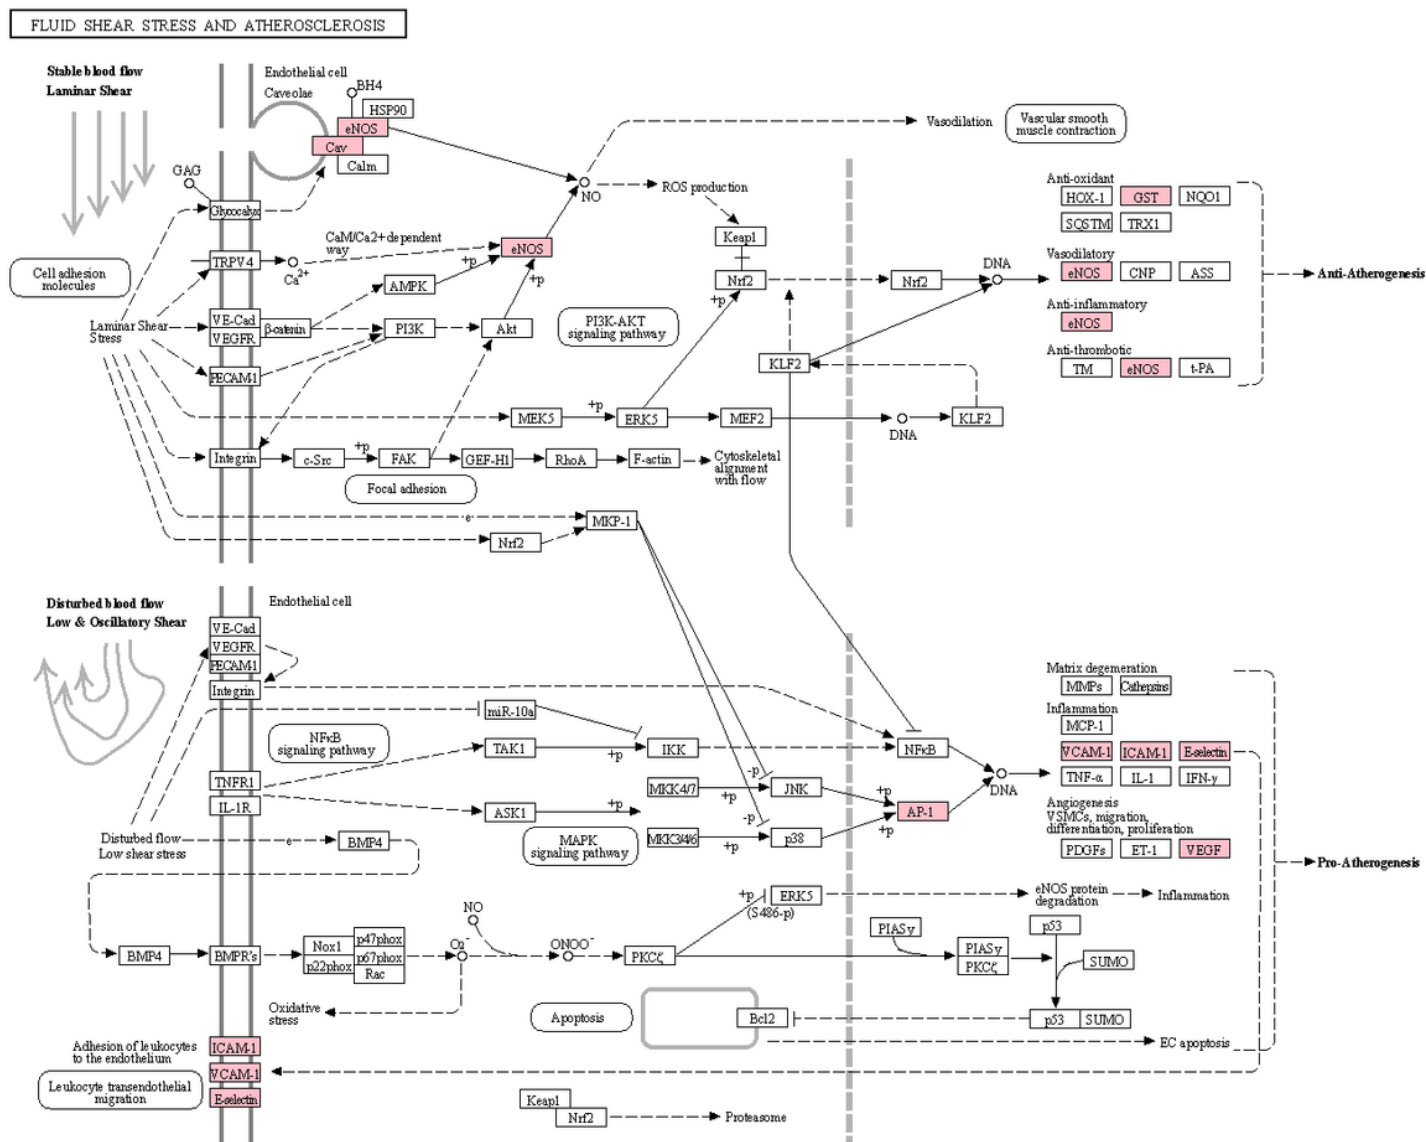 FLUID SHEAR STRESS AND ATHEROSCLEROSIS
Stable blood flow
Laminar Shear
Endothelial cell
Caveolae
BH4
HSP90
eNOS
Cav
Calm
GAG
Glycocalyx
NO
ROS production
Vasodilation
Vascular smooth
muscle contraction
Cell adhesion
molecules
TRPV4
Ca2+
CaM/Ca2+ dependent
way
eNOS
+p
+p
AMPK
Laminar Shear
Stress
VE-Cad
VEGFR
β-catenin
PI3K
Akt
PI3K-AKT
signaling pathway
PECAM-1
Keap1
Nrf2
+p
Nrf2
DNA
KLF2
MEK5
+p
ERK5
MEF2
DNA
KLF2
Integrin
c-Src
+p
FAK
GEF-H1
RhoA
F-actin
Cytoskeletal
alignment
with flow
Focal adhesion
e
MKP-1
Nrf2
Anti-oxidant
HOX-1
GST
NQO1
SQSTM
TRX1
Vasodilatory
eNOS
CNP
ASS
Anti-inflammatory
eNOS
Anti-thrombotic
TM
eNOS
t-PA
Anti-Atherogenesis
Disturbed blood flow
Low & Oscillatory Shear
Endothelial cell
VE-Cad
VEGFR
PECAM-1
Integrin
miR-10a
NFκB
signaling pathway
TAK1
+p
IKK
NFκB
TNFR1
IL-1R
ASK1
+p
MKK4/7
+p
-p
JNK
+p
AP-1
DNA
MAPK
signaling pathway
MKK3/4/6
+p
-p
p38
+p
Disturbed flow
Low shear stress
e
BMP4
Matrix degemeration
MMPs
Cathepsins
Inflammation
MCP-1
VCAM-1
ICAM-1
E-selectin
TNF-α
IL-1
IFN-γ
Angiogenesis
VSMCs, migration,
differentiation, proliferation
PDGFs
ET-1
VEGF
Pro-Atherogenesis
+p
(S486-p)
ERK5
eNOS protein
degradation
Inflammation
BMP4
BMPR's
Nox1
p22phox
p47phox
p67phox
Rac
O2-
NO
ONOO-
PKCζ
PIASy
PIASy
PKCζ
p53
SUMO
p53
SUMO
Oxidative
stress
Apoptosis
Bcl2
EC apoptosis
Adhesion of leukocytes
to the endothelium
ICAM-1
VCAM-1
E-selectin
Leukocyte transendothelial
migration
Keap1
Nrf2
Proteasome